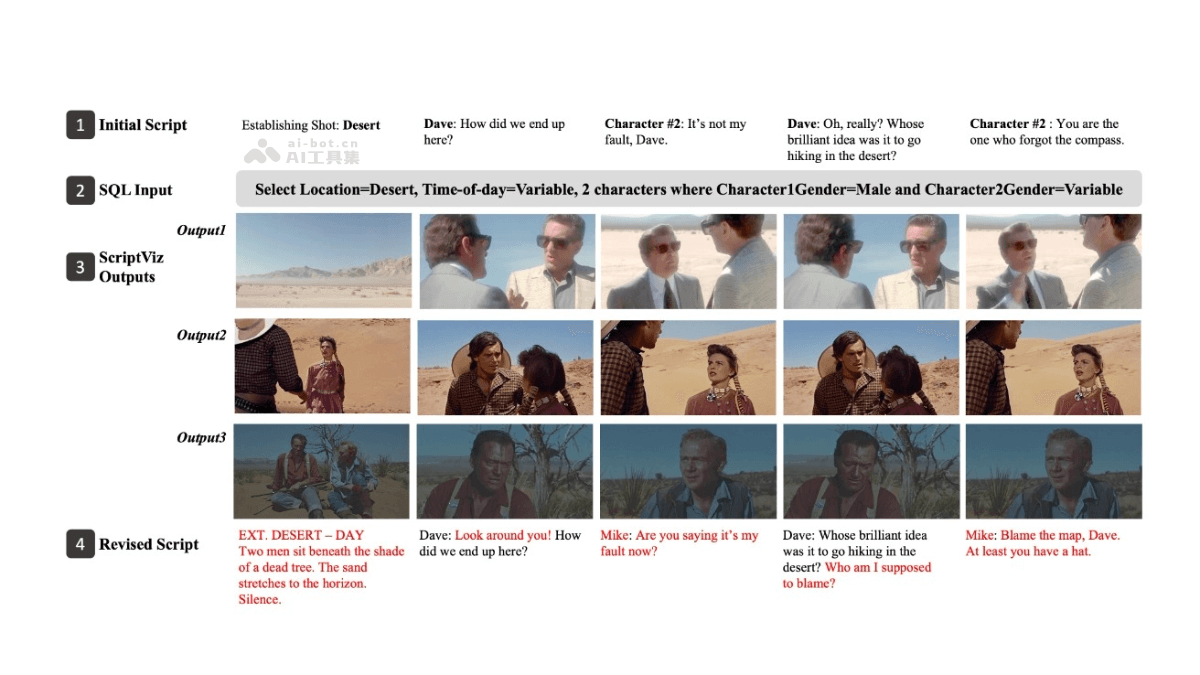 1 Initial Script
Establishing Shot: Desert
Dave: How did we end up
here?
Character #2: It’s not my
fault, Dave.
Dave: Oh, really? Whose
brilliant idea was it to go
hiking in the desert?
Character #2 : You are the
one who forgot the compass.
ai-bot.cn
AI工具集
2 SQL Input
Select Location=Desert, Time-of-day=Variable, 2 characters where Character1Gender=Male and Character2Gender=Variable
Output1
3 ScriptViz
Outputs
Output2
Output3
4 Revised Script
EXT. DESERT – DAY
Two men sit beneath the shade
of a dead tree. The sand
stretches to the horizon.
Silence.
Dave: Look around you! How
did we end up here?
Mike: Are you saying it’s my
fault now?
Dave: Whose brilliant idea
was it to go hiking in the
desert? Who am I supposed
to blame?
Mike: Blame the map, Dave.
At least you have a hat.